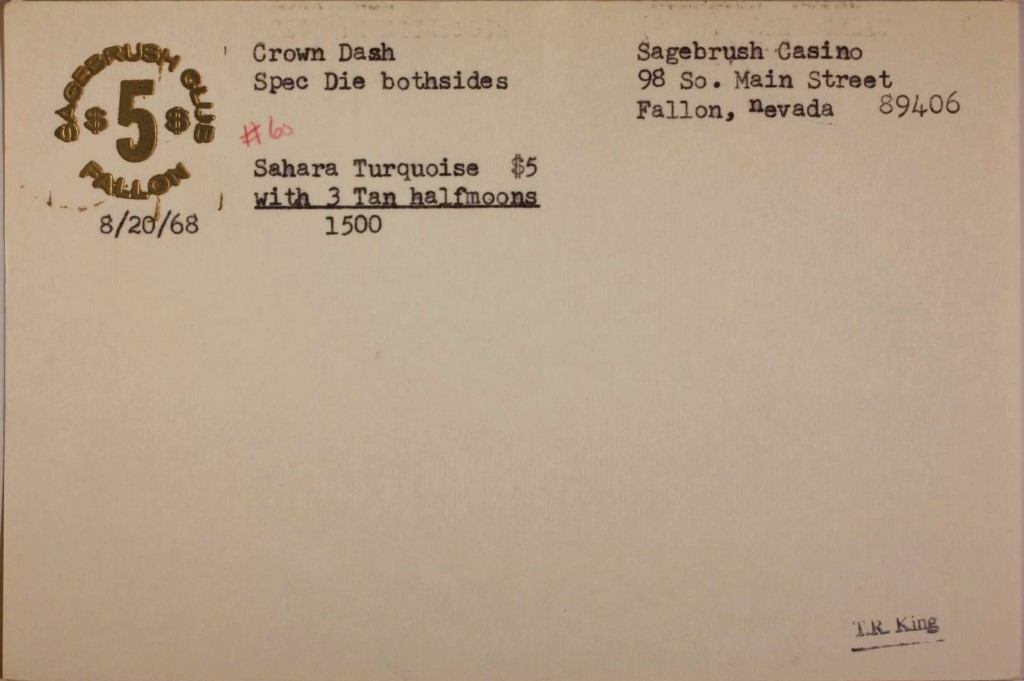 SAGEBRUSH CLUB
$ 5 $
FALLON
8/20/68
Crown Dash
Spec Die bothsides
#60
Sahara Turquoise $5
with 3 Tan halfmoons
1500
Sagebrush Casino
98 So. Main Street
Fallon, nevada 89406
T.R. King